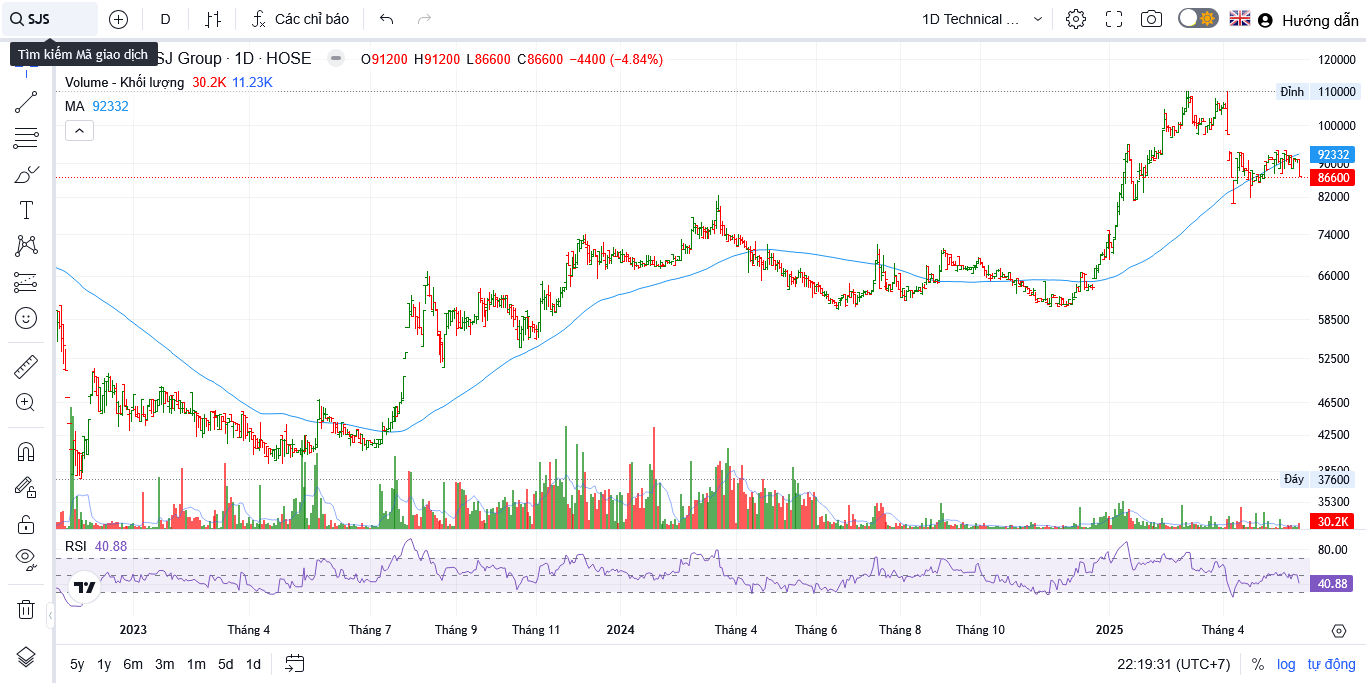 SJS
D
Các chỉ báo
1D Technical ...
Hướng dẫn
Tìm kiếm Mã giao dịch
SJ Group · 1D · HOSE
O91200 H91200 L86600 C86600 −4400 (−4.84%)
Volume - Khối lượng 30.2K 11.23K
MA 92332
120000
Đỉnh 110000
100000
92332
90000
86600
82000
74000
66000
58500
52500
46500
42500
38500
Đáy 37600
35300
30.2K
RSI 40.88
80.00
40.88
2023 Tháng 4 Tháng 7 Tháng 9 Tháng 11 2024 Tháng 4 Tháng 6 Tháng 8 Tháng 10 2025 Tháng 4
5y 1y 6m 3m 1m 5d 1d
22:19:31 (UTC+7) % log tự động